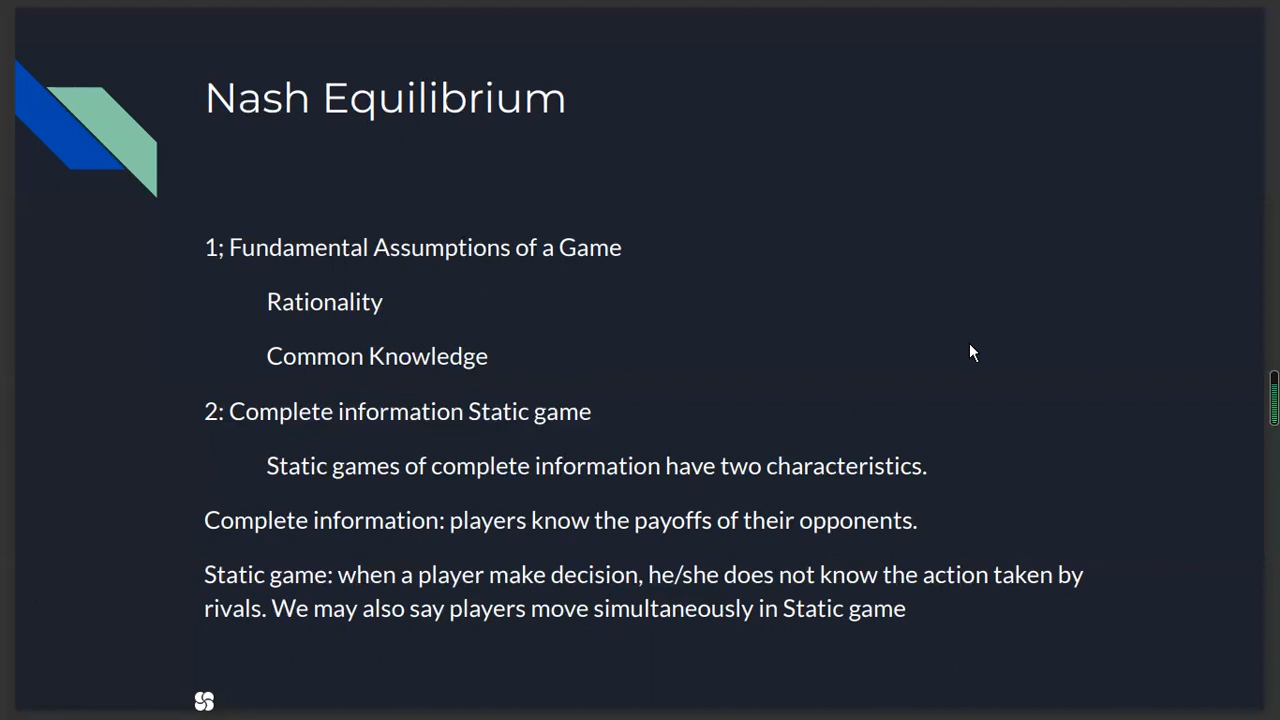 Nash Equilibrium
1; Fundamental Assumptions of a Game
Rationality
Common Knowledge
2: Complete information Static game
Static games of complete information have two characteristics.
Complete information: players know the payoffs of their opponents.
Static game: when a player make decision, he/she does not know the action taken by
rivals. We may also say players move simultaneously in Static game